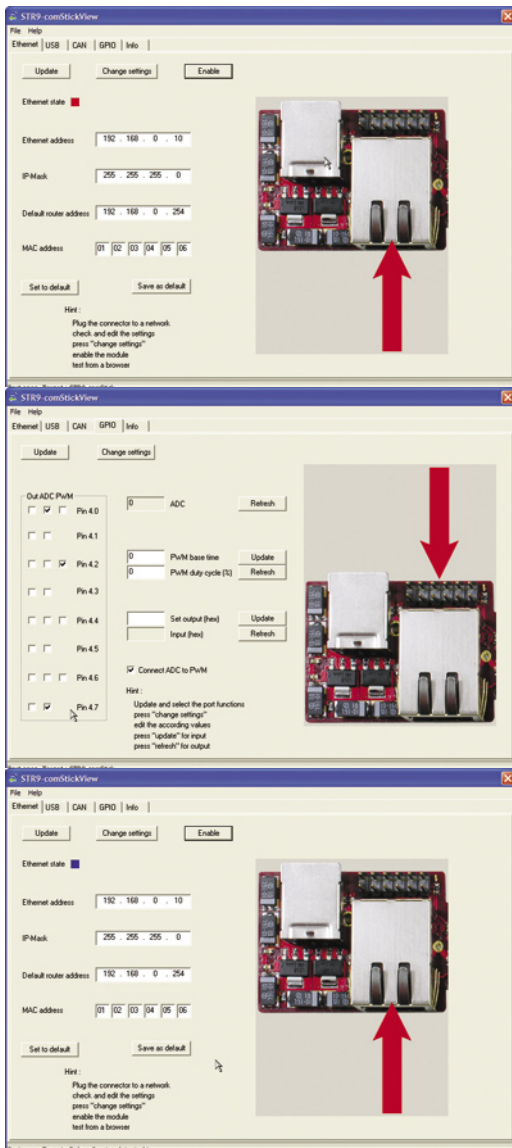 STR9-comStickView
File Help
Ethernet USB CAN GPIO Info
Update Change settings Enable
Ethernet state
Ethernet address 192 . 168 . 0 . 10
IP-Mask 255 . 255 . 255 . 0
Default router address 192 . 168 . 0 . 254
MAC address 01 02 03 04 05 06
Set to default Save as default
Hint :
Plug the connector to a network
check and edit the settings
press "change settings"
enable the module
test from a browser
STR9-comStickView
File Help
Ethernet USB CAN GPIO Info
Update Change settings
Out ADC PWM
Pin 4.0 0 ADC Refresh
Pin 4.1
Pin 4.2 0 PWM base time Update
0 PWM duty cycle (%) Refresh
Pin 4.3
Pin 4.4 Set output (hex) Update
Input (hex) Refresh
Pin 4.5
Pin 4.6 Connect ADC to PWM
Hint :
Pin 4.7 Update and select the port functions
press "change settings"
edit the according values
press "update" for input
press "refresh" for output
STR9-comStickView
File Help
Ethernet USB CAN GPIO Info
Update Change settings Enable
Ethernet state
Ethernet address 192 . 168 . 0 . 10
IP-Mask 255 . 255 . 255 . 0
Default router address 192 . 168 . 0 . 254
MAC address 01 02 03 04 05 06
Set to default Save as default
Hint :
Plug the connector to a network
check and edit the settings
press "change settings"
enable the module
test from a browser